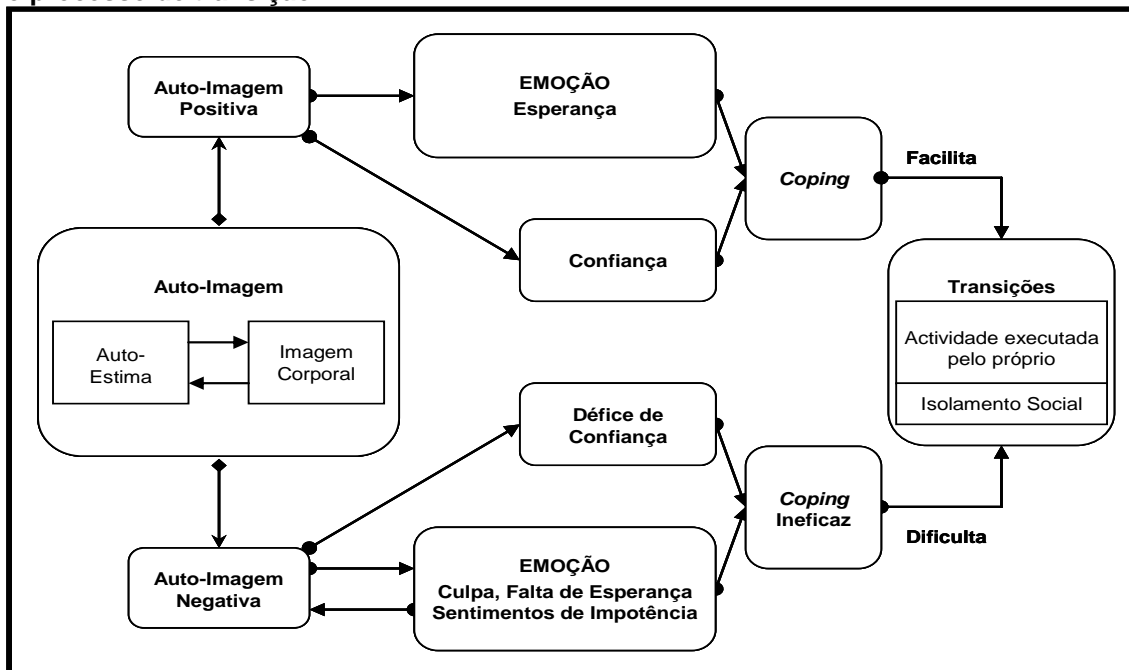 Auto-Imagem
Positiva
EMOÇÃO
Esperança
Coping
Facilita
Confiança
Auto-Imagem
Auto-
Estima
Imagem
Corporal
Transições
Actividade executada
pelo próprio
Isolamento Social
Défice de
Confiança
Coping
Ineficaz
Dificulta
Auto-Imagem
Negativa
EMOÇÃO
Culpa, Falta de Esperança
Sentimentos de Impotência